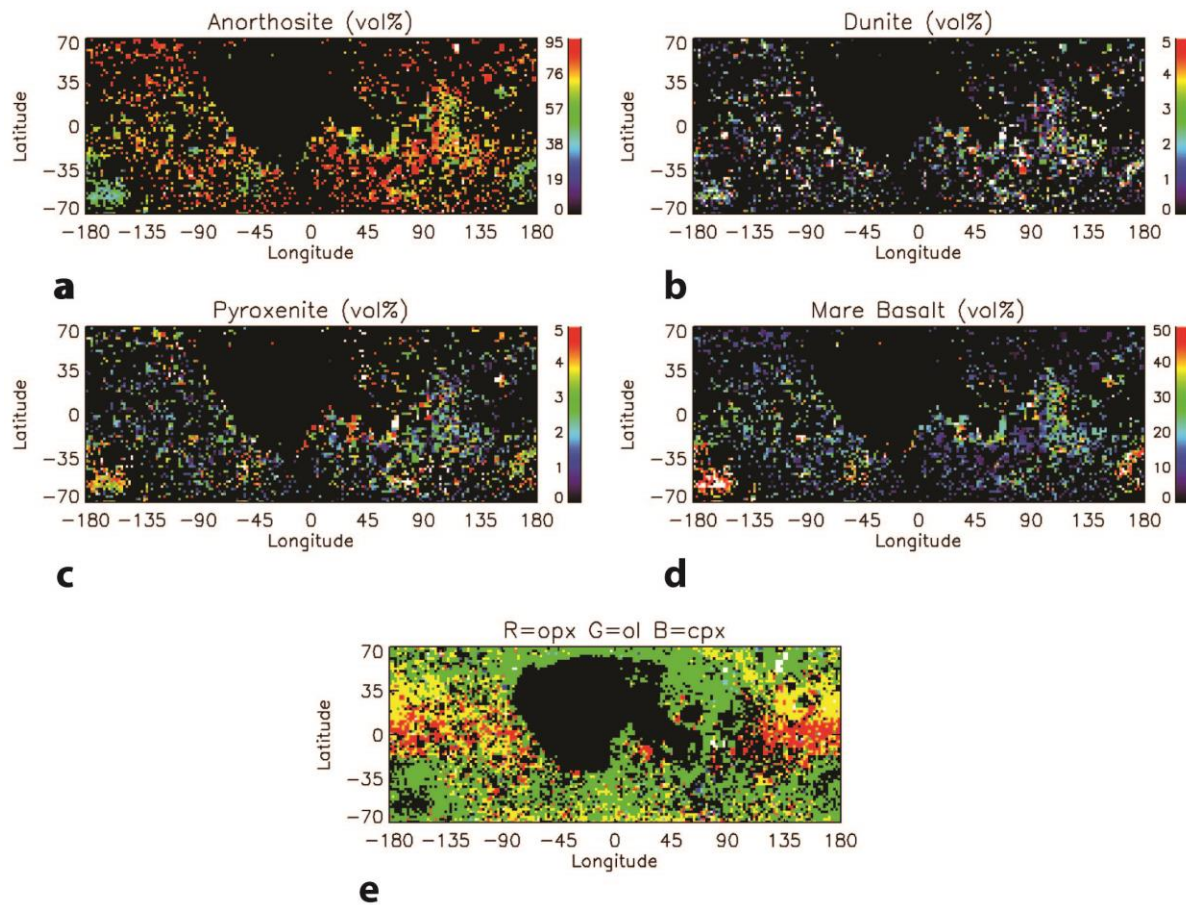 Anorthosite (vol%)
70
35
0
−35
−70
Latitude
−180 −135 −90 −45 0 45 90 135 180
Longitude
95
76
57
38
19
0
a
Dunite (vol%)
70
35
0
−35
−70
Latitude
−180 −135 −90 −45 0 45 90 135 180
Longitude
5
4
3
2
1
0
b
Pyroxenite (vol%)
70
35
0
−35
−70
Latitude
−180 −135 −90 −45 0 45 90 135 180
Longitude
5
4
3
2
1
0
c
Mare Basalt (vol%)
70
35
0
−35
−70
Latitude
−180 −135 −90 −45 0 45 90 135 180
Longitude
50
40
30
20
10
0
d
R=opx G=ol B=cpx
70
35
0
−35
−70
Latitude
−180 −135 −90 −45 0 45 90 135 180
Longitude
e